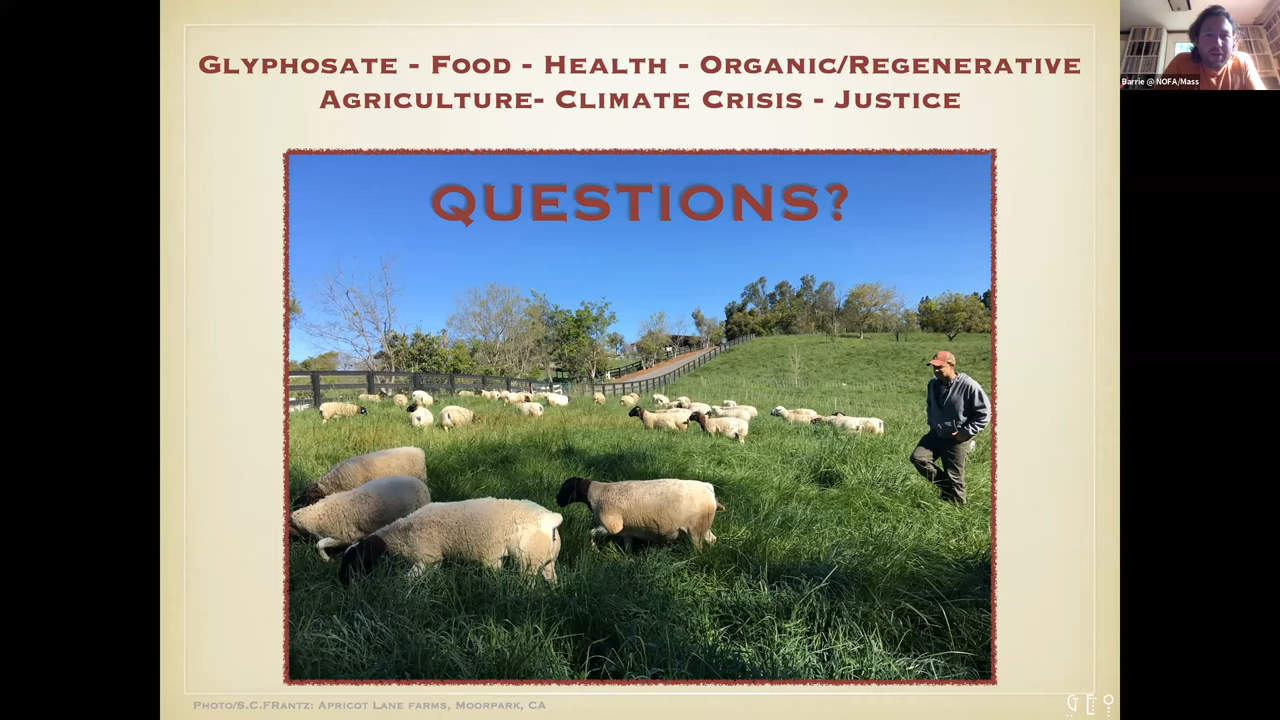 Glyphosate - Food - Health - Organic/Regenerative
Agriculture- Climate Crisis - Justice
QUESTIONS?
Barrie @ NOFA/Mass
Photo/S.C.FRantz: Apricot Lane farms, Moorpark, CA
GEO